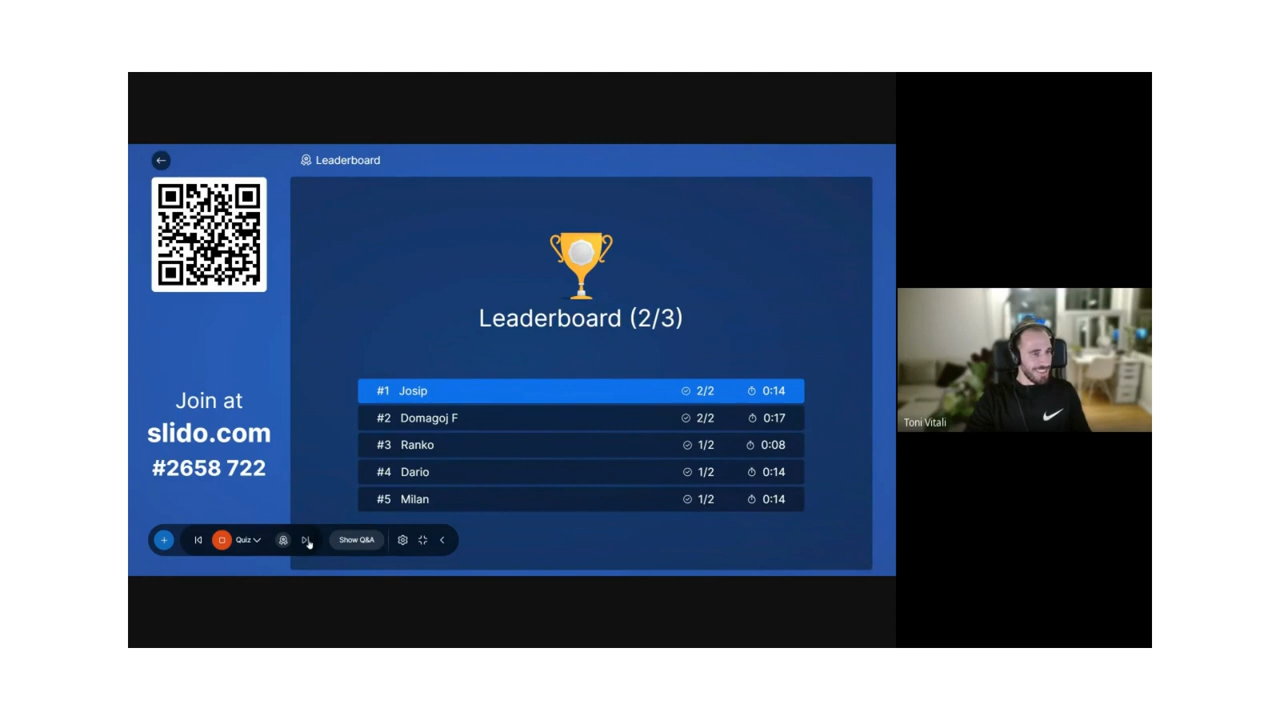 Leaderboard
Leaderboard (2/3)
#1 Josip 2/2 0:14
#2 Domagoj F 2/2 0:17
#3 Ranko 1/2 0:08
#4 Dario 1/2 0:14
#5 Milan 1/2 0:14
Join at
slido.com
#2658 722
Quiz
Show Q&A
Toni Vitali